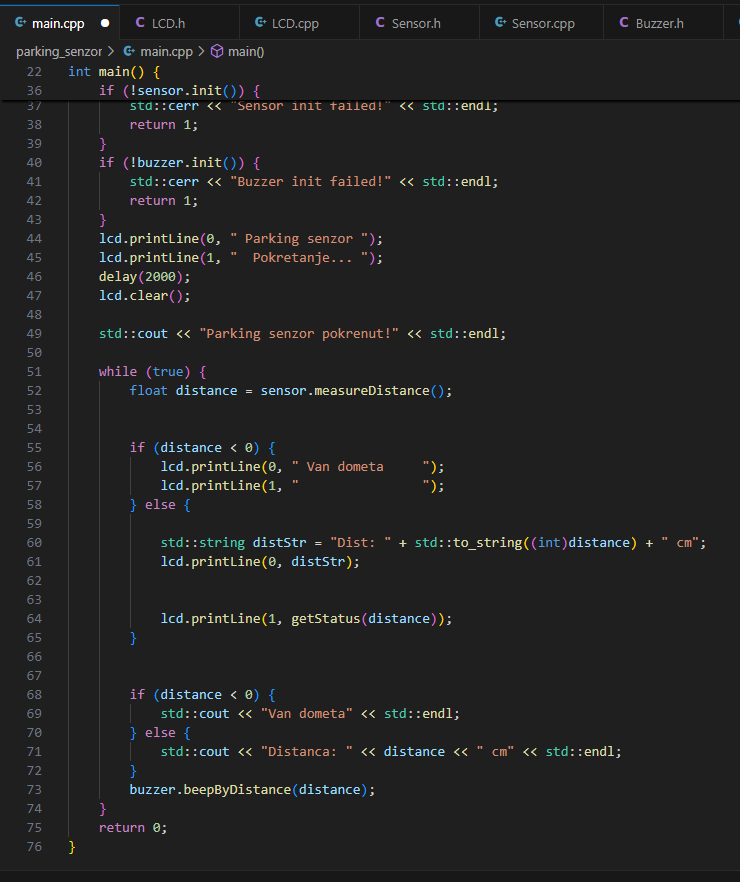 main.cpp ● LCD.h LCD.cpp Sensor.h Sensor.cpp Buzzer.h
parking_senzor > main.cpp > main()
22 int main() {
36 if (!sensor.init()) {
37 std::cerr << "Sensor init failed!" << std::endl;
38 return 1;
39 }
40 if (!buzzer.init()) {
41 std::cerr << "Buzzer init failed!" << std::endl;
42 return 1;
43 }
44 lcd.printLine(0, " Parking senzor ");
45 lcd.printLine(1, "  Pokretanje... ");
46 delay(2000);
47 lcd.clear();
48
49 std::cout << "Parking senzor pokrenut!" << std::endl;
50
51 while (true) {
52 float distance = sensor.measureDistance();
53
54
55 if (distance < 0) {
56 lcd.printLine(0, " Van dometa     ");
57 lcd.printLine(1, "                ");
58 } else {
59
60 std::string distStr = "Dist: " + std::to_string((int)distance) + " cm";
61 lcd.printLine(0, distStr);
62
63
64 lcd.printLine(1, getStatus(distance));
65 }
66
67
68 if (distance < 0) {
69 std::cout << "Van dometa" << std::endl;
70 } else {
71 std::cout << "Distanca: " << distance << " cm" << std::endl;
72 }
73 buzzer.beepByDistance(distance);
74 }
75 return 0;
76 }